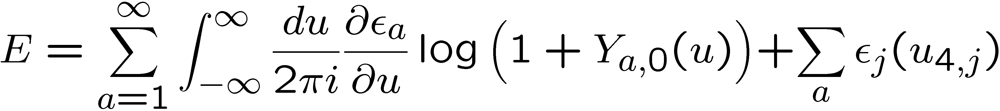 E = \sum_{a=1}^{\infty} \int_{-\infty}^{\infty} \frac{du}{2\pi i} \frac{\partial \epsilon_a}{\partial u} \log \left( 1 + Y_{a,0}(u) \right) + \sum_{a} \epsilon_j(u_{4,j})